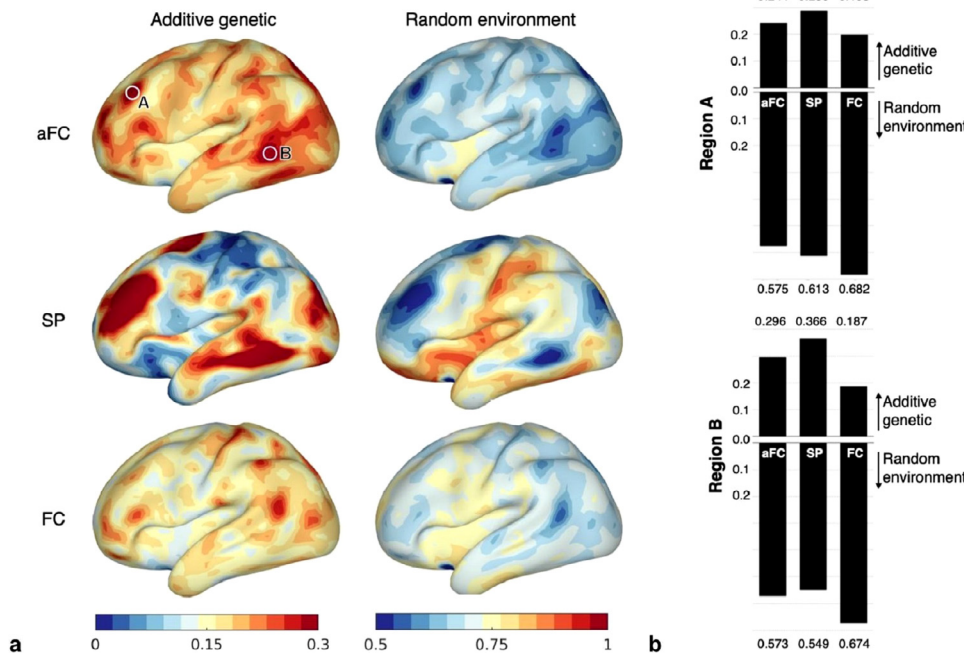 Additive genetic
Random environment
aFC
A
B
SP
FC
0 0.15 0.3
0.5 0.75 1
a
Region A
0.2
0.1
0.0
0.1
0.2
aFC SP FC
Additive
genetic
Random
environment
0.575 0.613 0.682
Region B
0.296 0.366 0.187
0.2
0.1
0.0
0.1
0.2
aFC SP FC
Additive
genetic
Random
environment
0.573 0.549 0.674
b